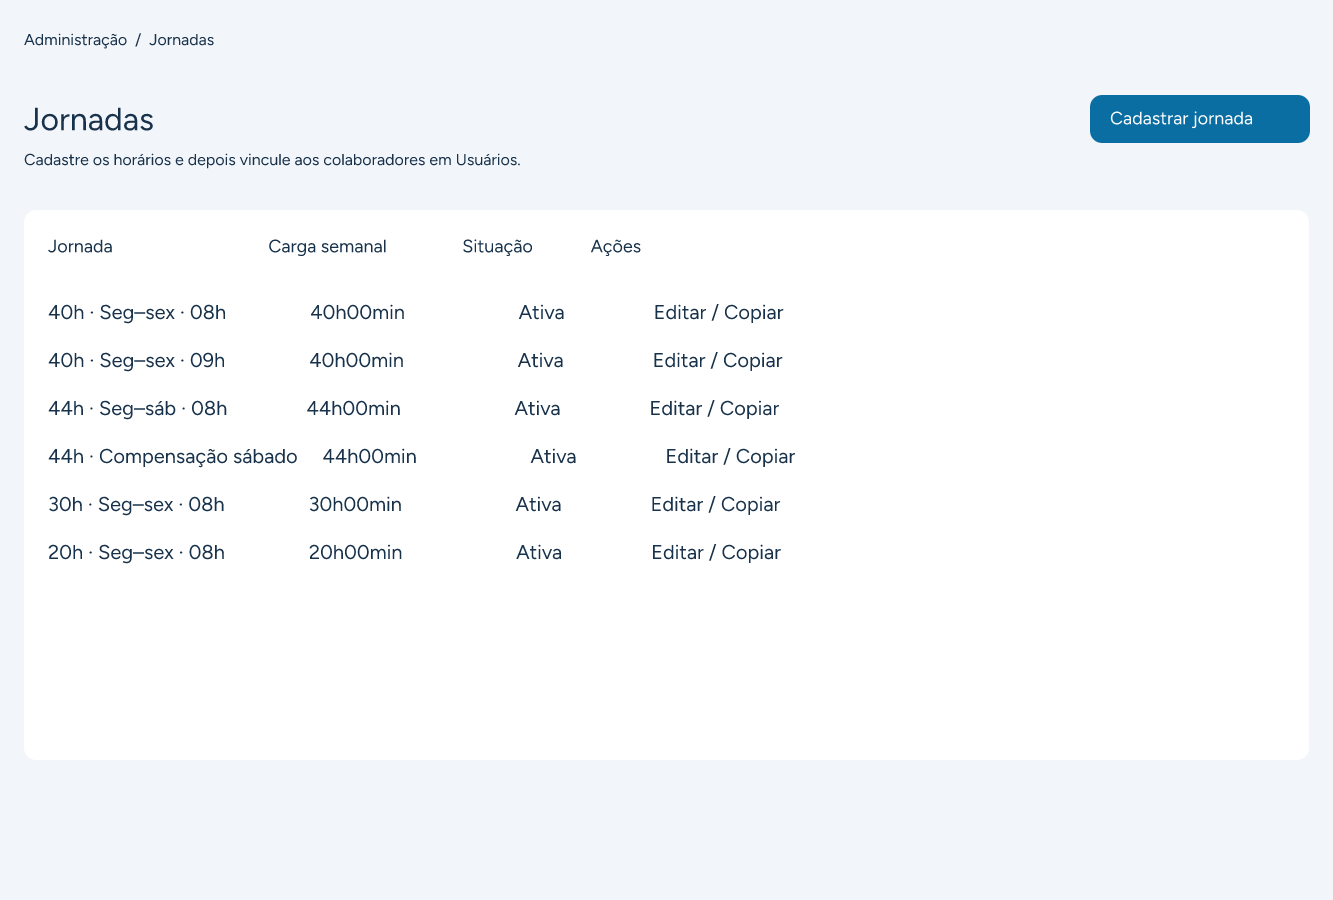 Administração / Jornadas
Jornadas
Cadastrar jornada
Cadastre os horários e depois vincule aos colaboradores em Usuários.
Jornada Carga semanal Situação Ações
40h · Seg–sex · 08h 40h00min Ativa Editar / Copiar
40h · Seg–sex · 09h 40h00min Ativa Editar / Copiar
44h · Seg–sáb · 08h 44h00min Ativa Editar / Copiar
44h · Compensação sábado 44h00min Ativa Editar / Copiar
30h · Seg–sex · 08h 30h00min Ativa Editar / Copiar
20h · Seg–sex · 08h 20h00min Ativa Editar / Copiar